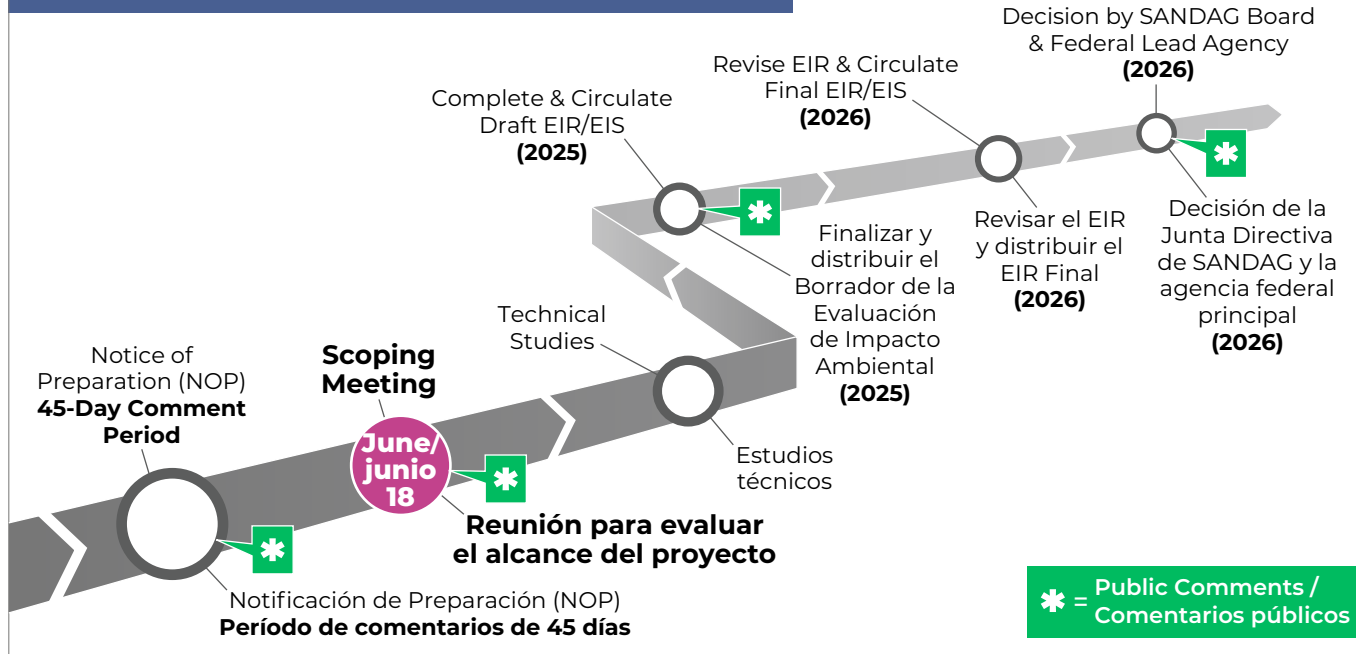 Notice of
Preparation (NOP)
45-Day Comment
Period
Notificación de Preparación (NOP)
Período de comentarios de 45 días
Scoping
Meeting
June/
junio
18
Reunión para evaluar
el alcance del proyecto
Technical
Studies
Estudios
técnicos
Complete & Circulate
Draft EIR/EIS
(2025)
Finalizar y
distribuir el
Borrador de la
Evaluación
de Impacto
Ambiental
(2025)
Revise EIR & Circulate
Final EIR/EIS
(2026)
Revisar el EIR
y distribuir el
EIR Final
(2026)
Decision by SANDAG Board
& Federal Lead Agency
(2026)
Decisión de la
Junta Directiva
de SANDAG y la
agencia federal
principal
(2026)
✱ = Public Comments /
Comentarios públicos